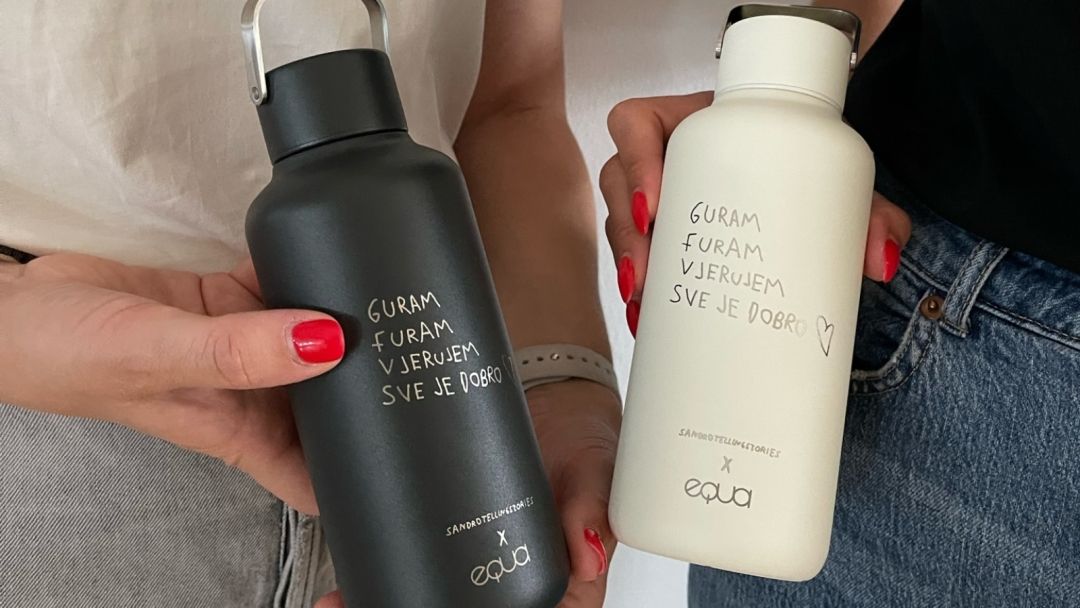 GURAM
FURAM
VJERUJEM
SVE JE DOBRO
SANDROTELLINGSTORIES
X
equa
GURAM
FURAM
VJERUJEM
SVE JE DOBRO
SANDROTELLINGSTORIES
X
equa